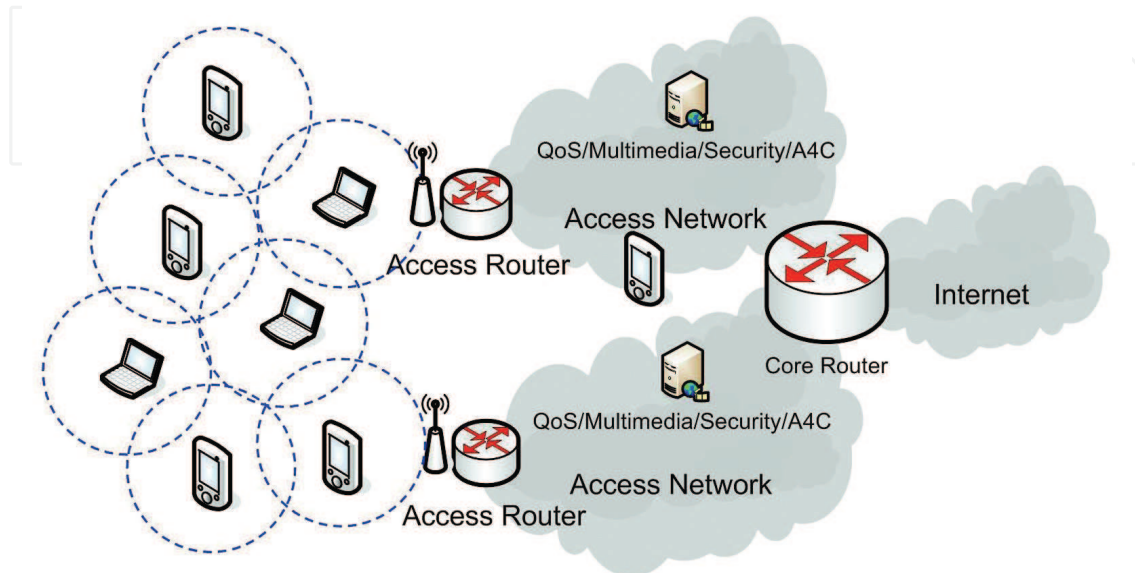 QoS/Multimedia/Security/A4C
Access Network
Access Router
Internet
Core Router
QoS/Multimedia/Security/A4C
Access Network
Access Router